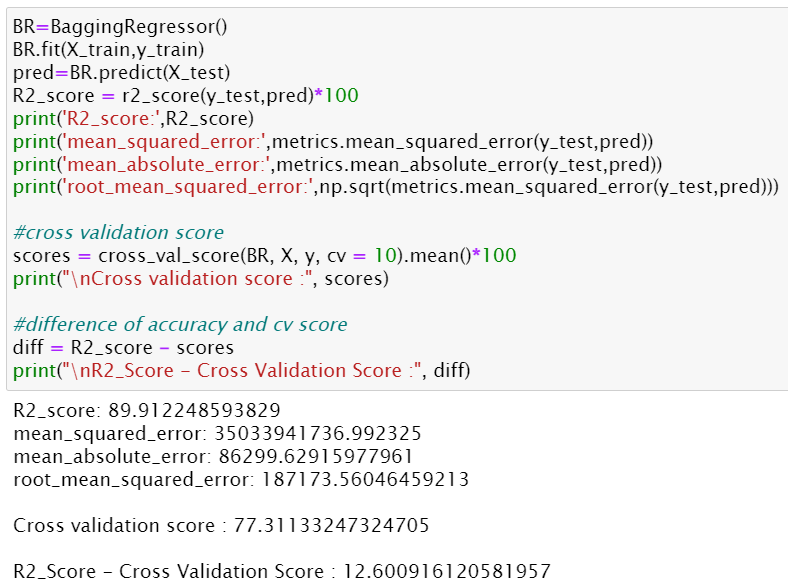 BR=BaggingRegressor()
BR.fit(X_train,y_train)
pred=BR.predict(X_test)
R2_score = r2_score(y_test,pred)*100
print('R2_score:',R2_score)
print('mean_squared_error:',metrics.mean_squared_error(y_test,pred))
print('mean_absolute_error:',metrics.mean_absolute_error(y_test,pred))
print('root_mean_squared_error:',np.sqrt(metrics.mean_squared_error(y_test,pred)))
#cross validation score
scores = cross_val_score(BR, X, y, cv = 10).mean()*100
print("\nCross validation score :", scores)
#difference of accuracy and cv score
diff = R2_score - scores
print("\nR2_Score - Cross Validation Score :", diff)
R2_score: 89.912248593829
mean_squared_error: 35033941736.992325
mean_absolute_error: 86299.62915977961
root_mean_squared_error: 187173.56046459213
Cross validation score : 77.31133247324705
R2_Score - Cross Validation Score : 12.600916120581957